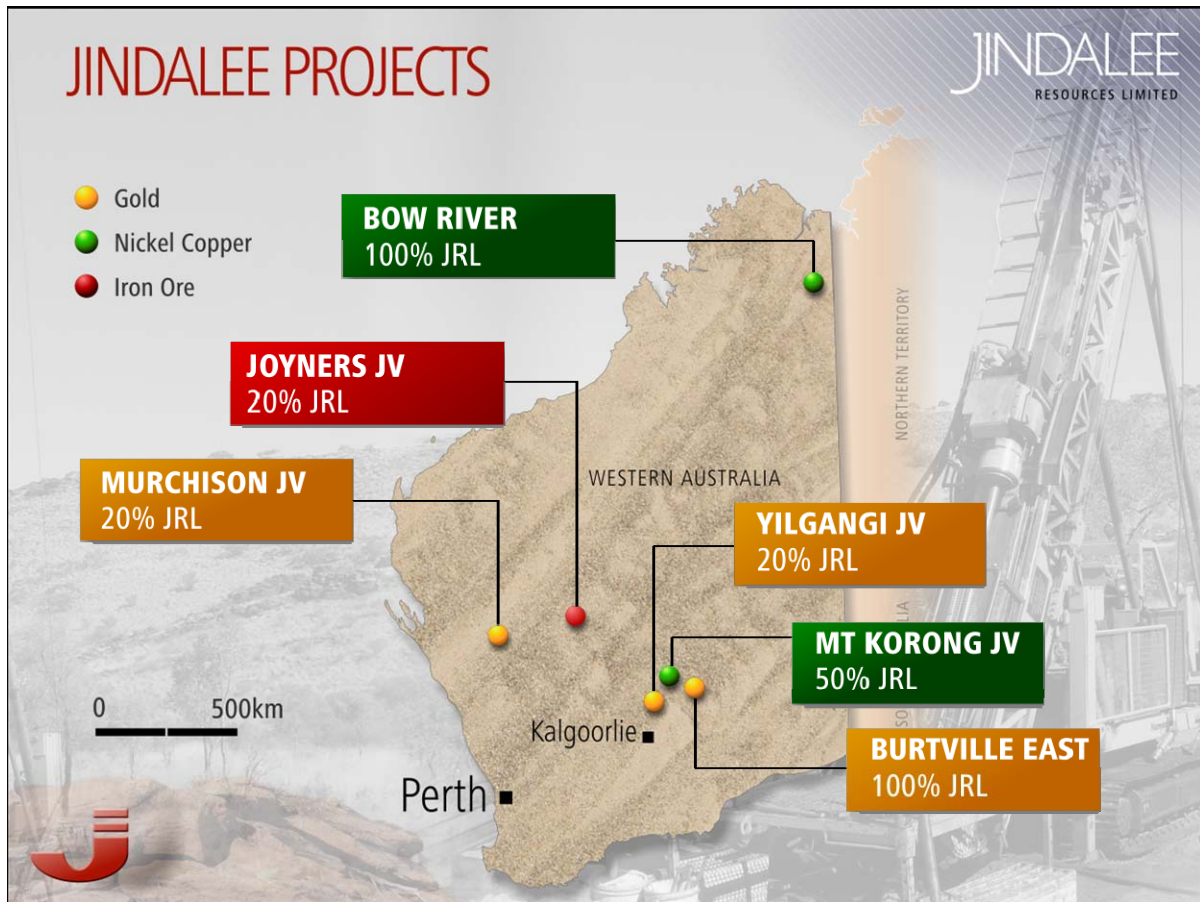 JINDALEE PROJECTS
JINDALEE
RESOURCES LIMITED
Gold
Nickel Copper
Iron Ore
BOW RIVER
100% JRL
JOYNERS JV
20% JRL
MURCHISON JV
20% JRL
WESTERN AUSTRALIA
NORTHERN TERRITORY
YILGANGI JV
20% JRL
MT KORONG JV
50% JRL
BURTVILLE EAST
100% JRL
0 500km
Kalgoorlie
Perth